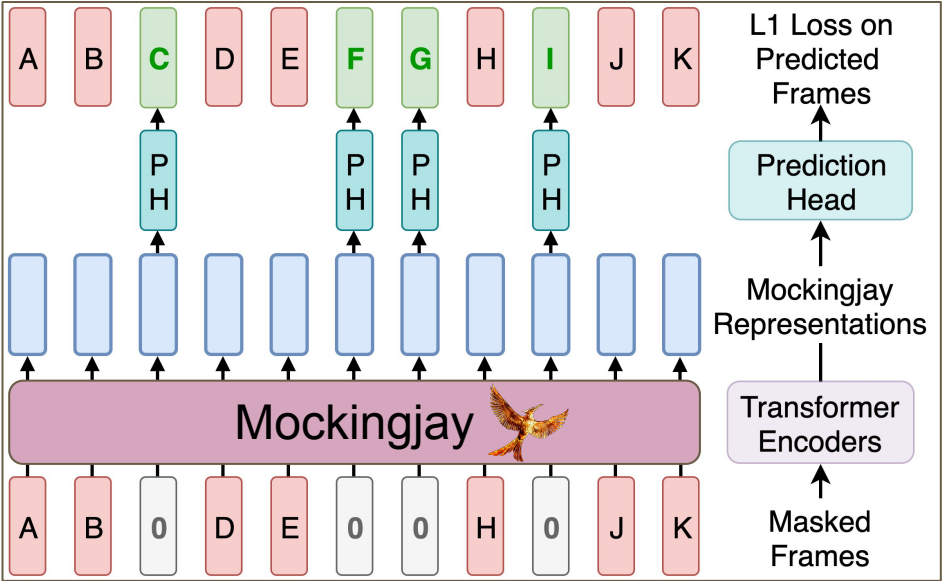 A B C D E F G H I J K
P H P H P H P H
Mockingjay
A B 0 D E 0 0 H 0 J K
L1 Loss on
Predicted
Frames
Prediction
Head
Mockingjay
Representations
Transformer
Encoders
Masked
Frames